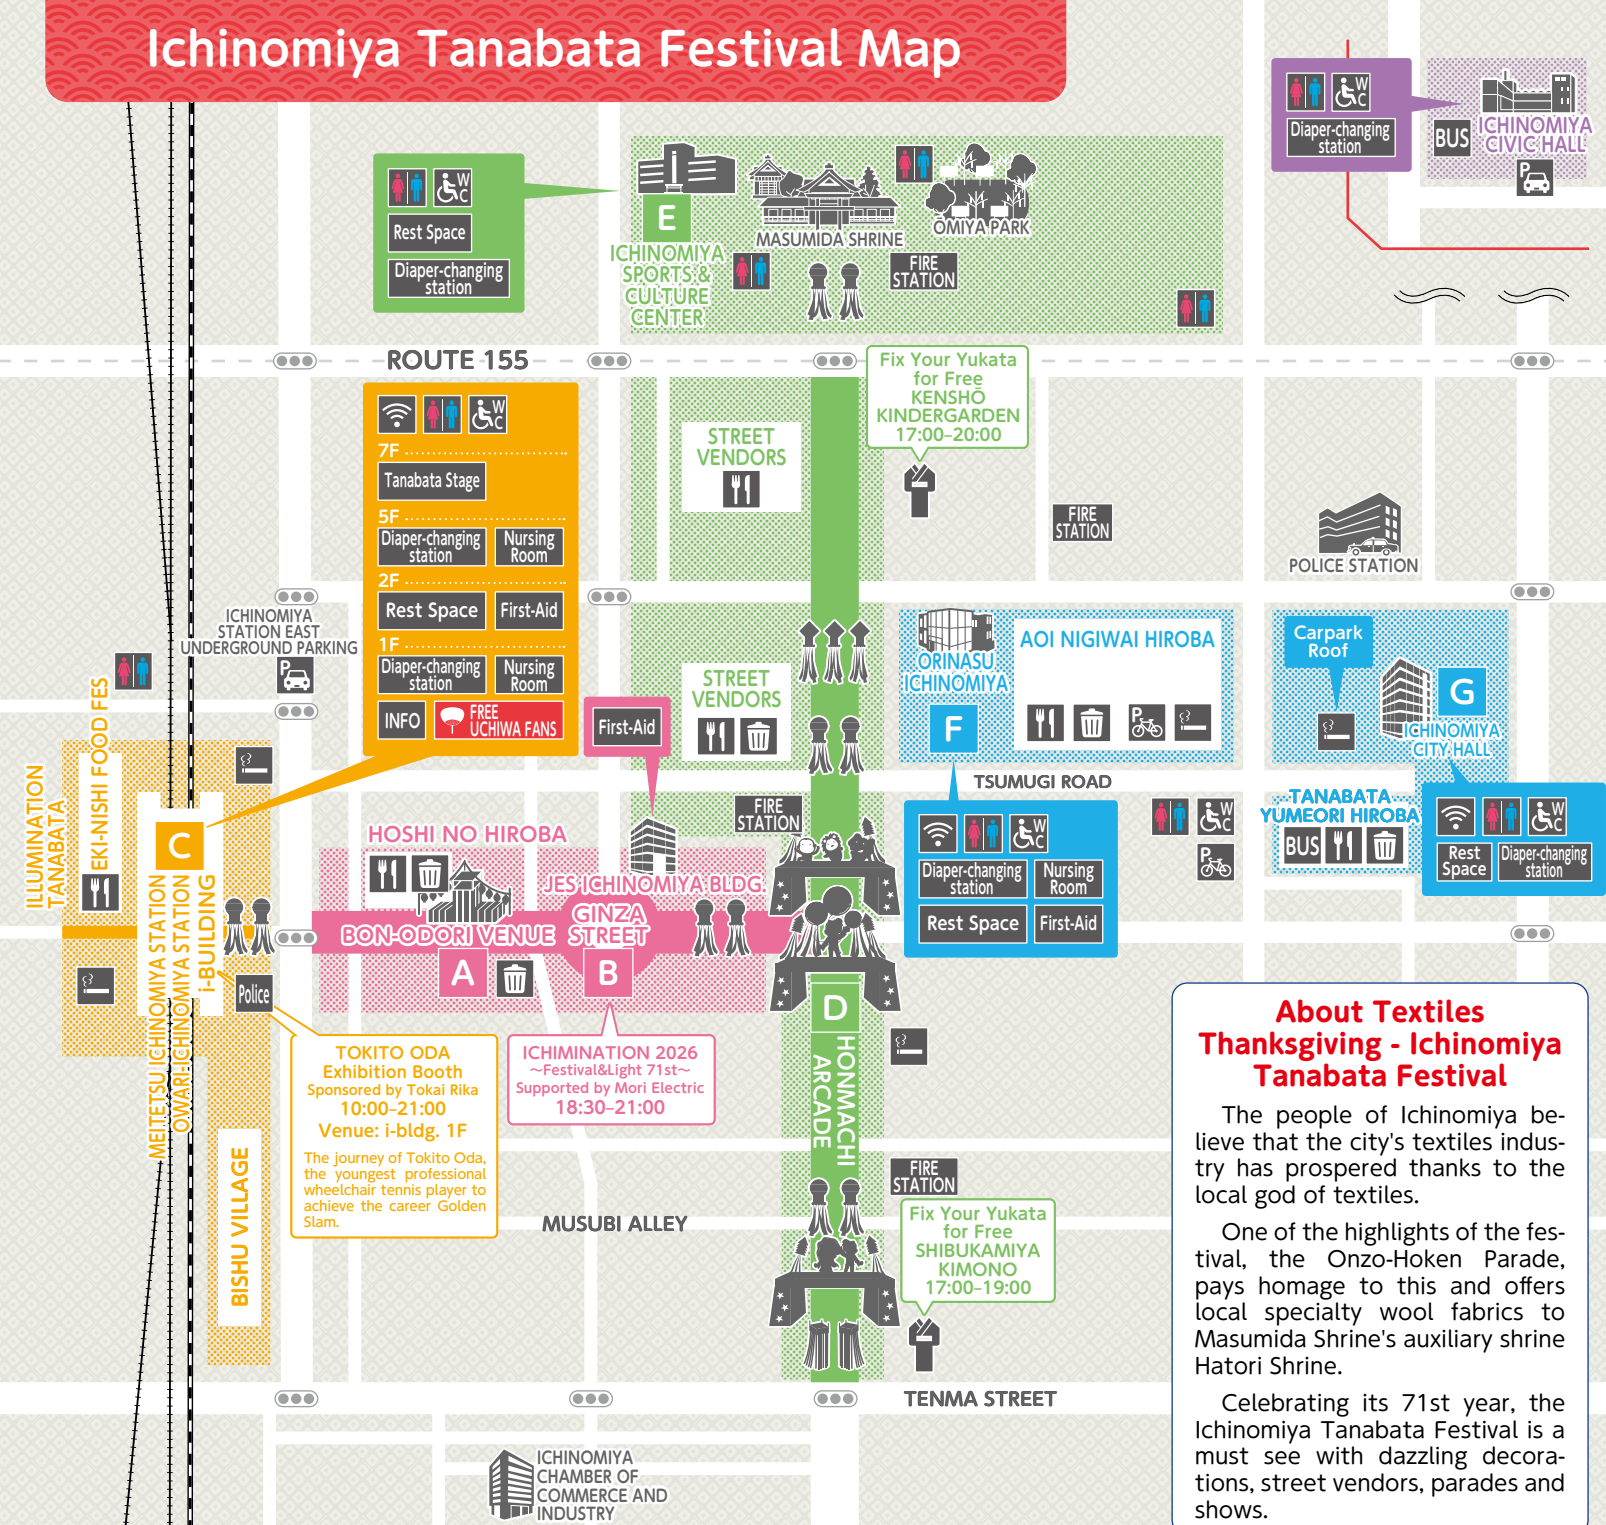 Ichinomiya Tanabata Festival Map
WC
Diaper-changing
station
BUS
ICHINOMIYA
CIVIC HALL
P
WC
Rest Space
Diaper-changing
station
E
ICHINOMIYA
SPORTS &
CULTURE
CENTER
MASUMIDA SHRINE
ŌMIYA PARK
FIRE
STATION
ROUTE 155
Fix Your Yukata
for Free
KENSHŌ
KINDERGARDEN
17:00–20:00
WC
7F
Tanabata Stage
5F
Diaper-changing
station
Nursing
Room
2F
Rest Space
First-Aid
1F
Diaper-changing
station
Nursing
Room
INFO
FREE
UCHIWA FANS
STREET
VENDORS
FIRE
STATION
POLICE STATION
ICHINOMIYA
STATION EAST
UNDERGROUND PARKING
P
First-Aid
STREET
VENDORS
ORINASU
ICHINOMIYA
F
AOI NIGIWAI HIROBA
P
Carpark
Roof
G
ICHINOMIYA
CITY HALL
TSUMUGI ROAD
ILLUMINATION
TANABATA
EKI-NISHI FOOD FES
C
MEITETSU ICHINOMIYA STATION
OWARI-ICHINOMIYA STATION
i-BUILDING
Police
HOSHI NO HIROBA
FIRE
STATION
JES ICHINOMIYA BLDG.
BON-ODORI VENUE
A
GINZA
STREET
B
WC
Diaper-changing
station
Nursing
Room
Rest Space
First-Aid
WC
P
TANABATA
YUMEORI HIROBA
BUS
WC
Rest
Space
Diaper-changing
station
D
HONMACHI
ARCADE
TOKITO ODA
Exhibition Booth
Sponsored by Tokai Rika
10:00–21:00
Venue: i-bldg. 1F
The journey of Tokito Oda,
the youngest professional
wheelchair tennis player to
achieve the career Golden
Slam.
ICHIMINATION 2026
～Festival&Light 71st～
Supported by Mori Electric
18:30–21:00
BISHU VILLAGE
MUSUBI ALLEY
FIRE
STATION
Fix Your Yukata
for Free
SHIBUKAMIYA
KIMONO
17:00–19:00
TENMA STREET
ICHINOMIYA
CHAMBER OF
COMMERCE AND
INDUSTRY
About Textiles
Thanksgiving - Ichinomiya
Tanabata Festival
The people of Ichinomiya be-
lieve that the city's textiles indus-
try has prospered thanks to the
local god of textiles.
One of the highlights of the fes-
tival, the Onzo-Hoken Parade,
pays homage to this and offers
local specialty wool fabrics to
Masumida Shrine's auxiliary shrine
Hatori Shrine.
Celebrating its 71st year, the
Ichinomiya Tanabata Festival is a
must see with dazzling decora-
tions, street vendors, parades and
shows.